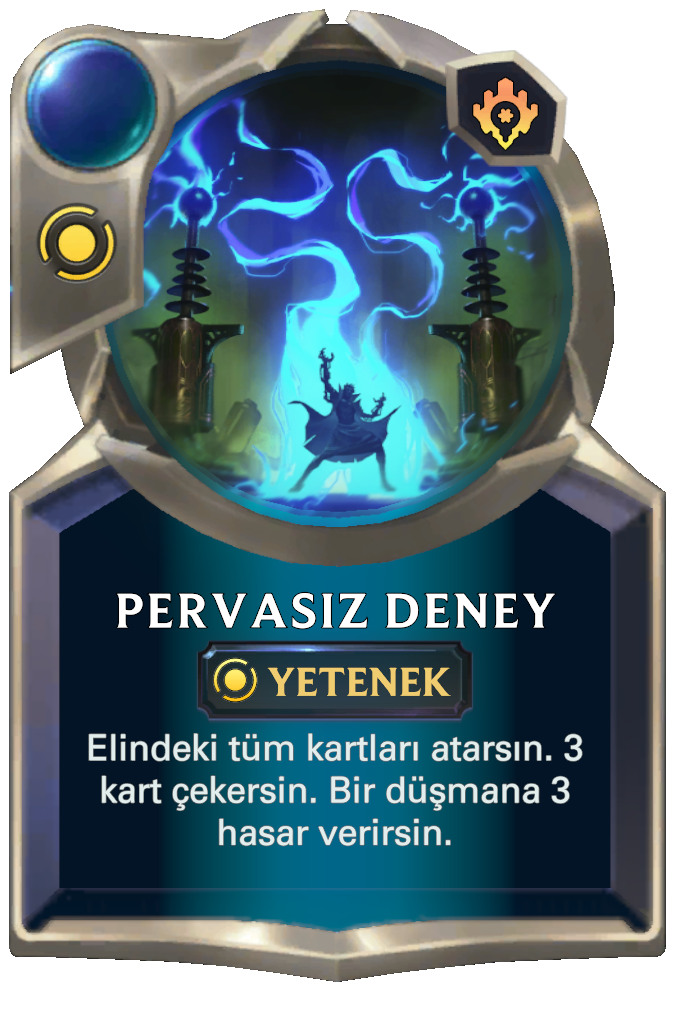 PERVASIZ DENEY
YETENEK
Elindeki tüm kartları atarsın. 3
kart çekersin. Bir düşmana 3
hasar verirsin.